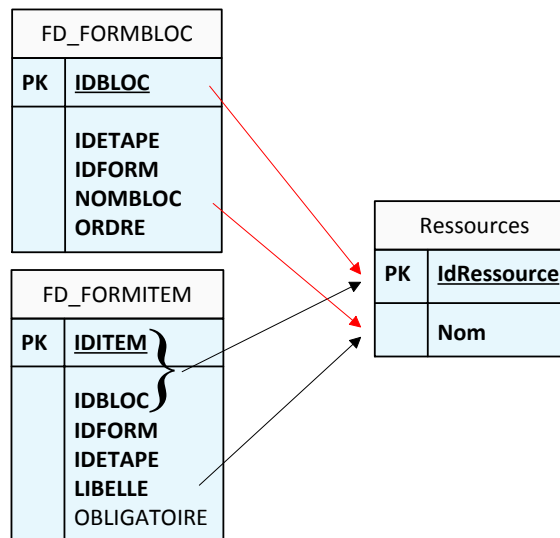 FD_FORMBLOC
PK IDBLOC
IDETAPE
IDFORM
NOMBLOC
ORDRE
FD_FORMITEM
PK IDITEM
IDBLOC
IDFORM
IDETAPE
LIBELLE
OBLIGATOIRE
Ressources
PK IdRessource
Nom